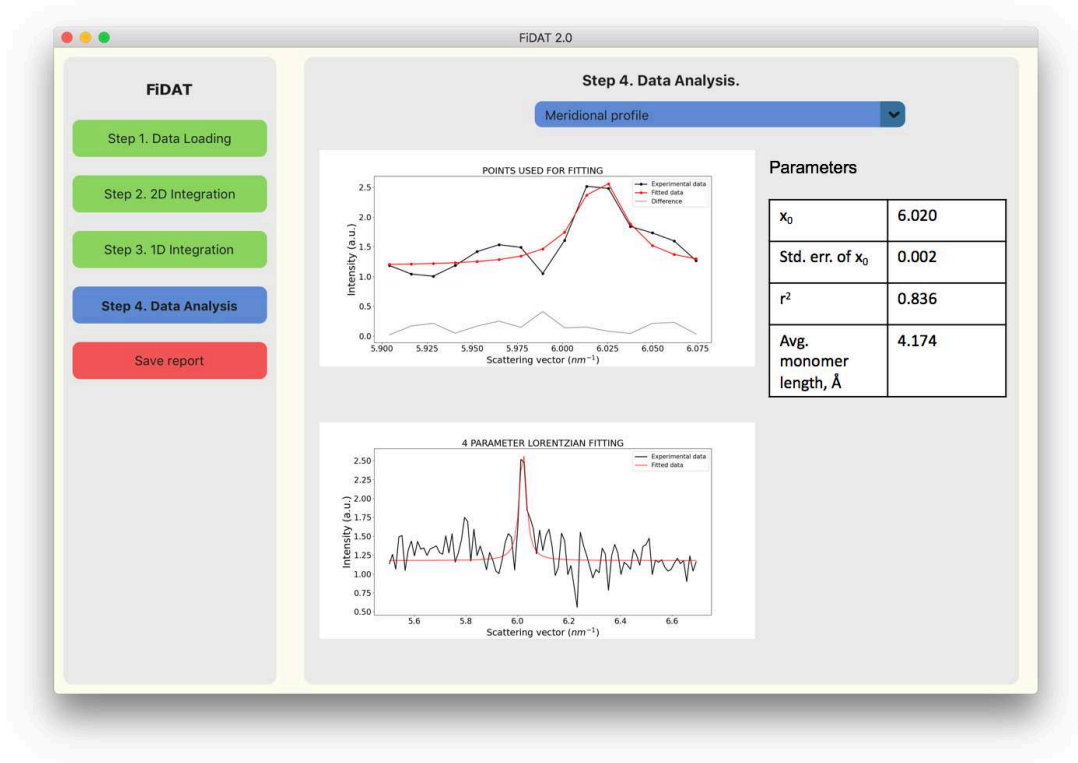 FiDAT 2.0
FiDAT
Step 1. Data Loading
Step 2. 2D Integration
Step 3. 1D Integration
Step 4. Data Analysis
Save report
Step 4. Data Analysis.
Meridional profile
POINTS USED FOR FITTING
Experimental data
Fitted data
Difference
Intensity (a.u.)
2.5
2.0
1.5
1.0
0.5
0.0
5.900 5.925 5.950 5.975 6.000 6.025 6.050 6.075
Scattering vector (nm⁻¹)
4 PARAMETER LORENTZIAN FITTING
Experimental data
Fitted data
Intensity (a.u.)
2.50
2.25
2.00
1.75
1.50
1.25
1.00
0.75
0.50
5.6 5.8 6.0 6.2 6.4 6.6
Scattering vector (nm⁻¹)
Parameters
x₀ 6.020
Std. err. of x₀ 0.002
r² 0.836
Avg. 4.174
monomer
length, Å